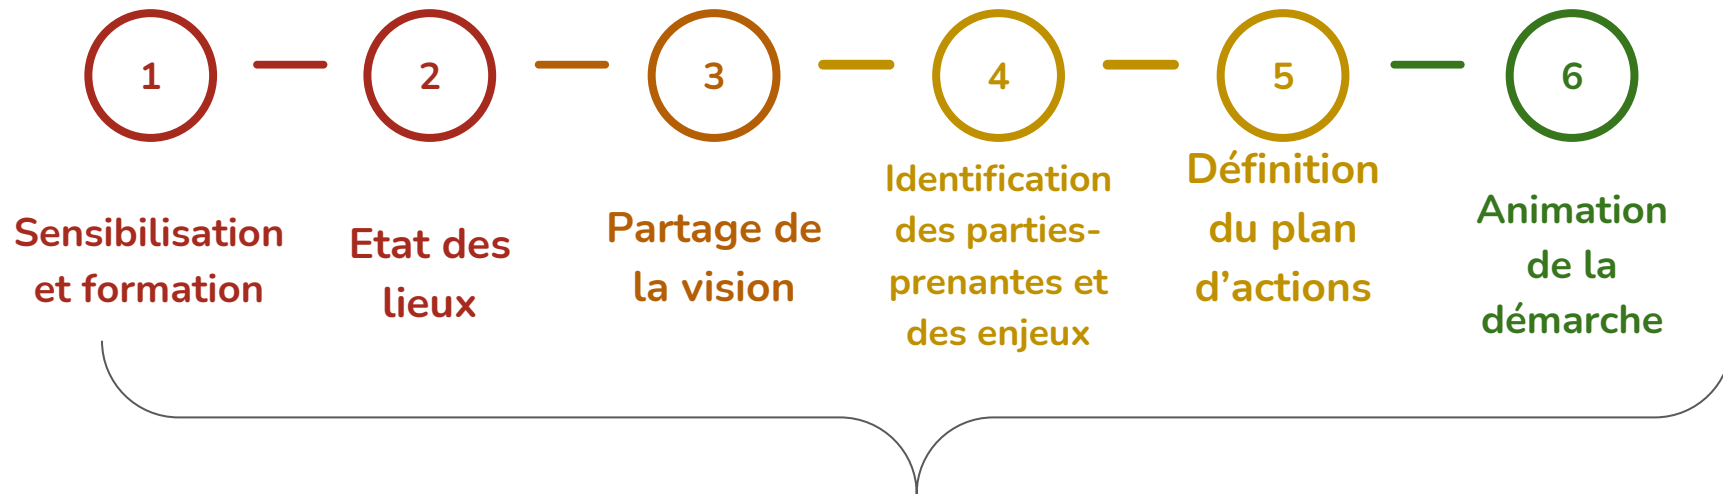 1
2
3
4
5
6
Sensibilisation
et formation
Etat des
lieux
Partage de
la vision
Identification
des parties-
prenantes et
des enjeux
Définition
du plan
d’actions
Animation
de la
démarche